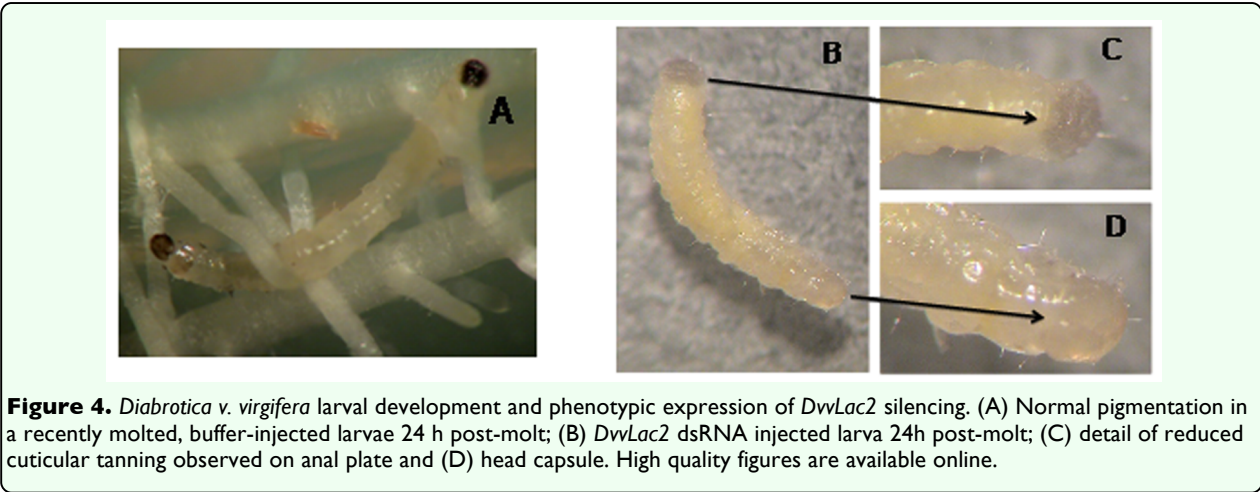 A
B
C
D
Figure 4. Diabrotica v. virgifera larval development and phenotypic expression of DvvLac2 silencing. (A) Normal pigmentation in
a recently molted, buffer-injected larvae 24 h post-molt; (B) DvvLac2 dsRNA injected larva 24h post-molt; (C) detail of reduced
cuticular tanning observed on anal plate and (D) head capsule. High quality figures are available online.